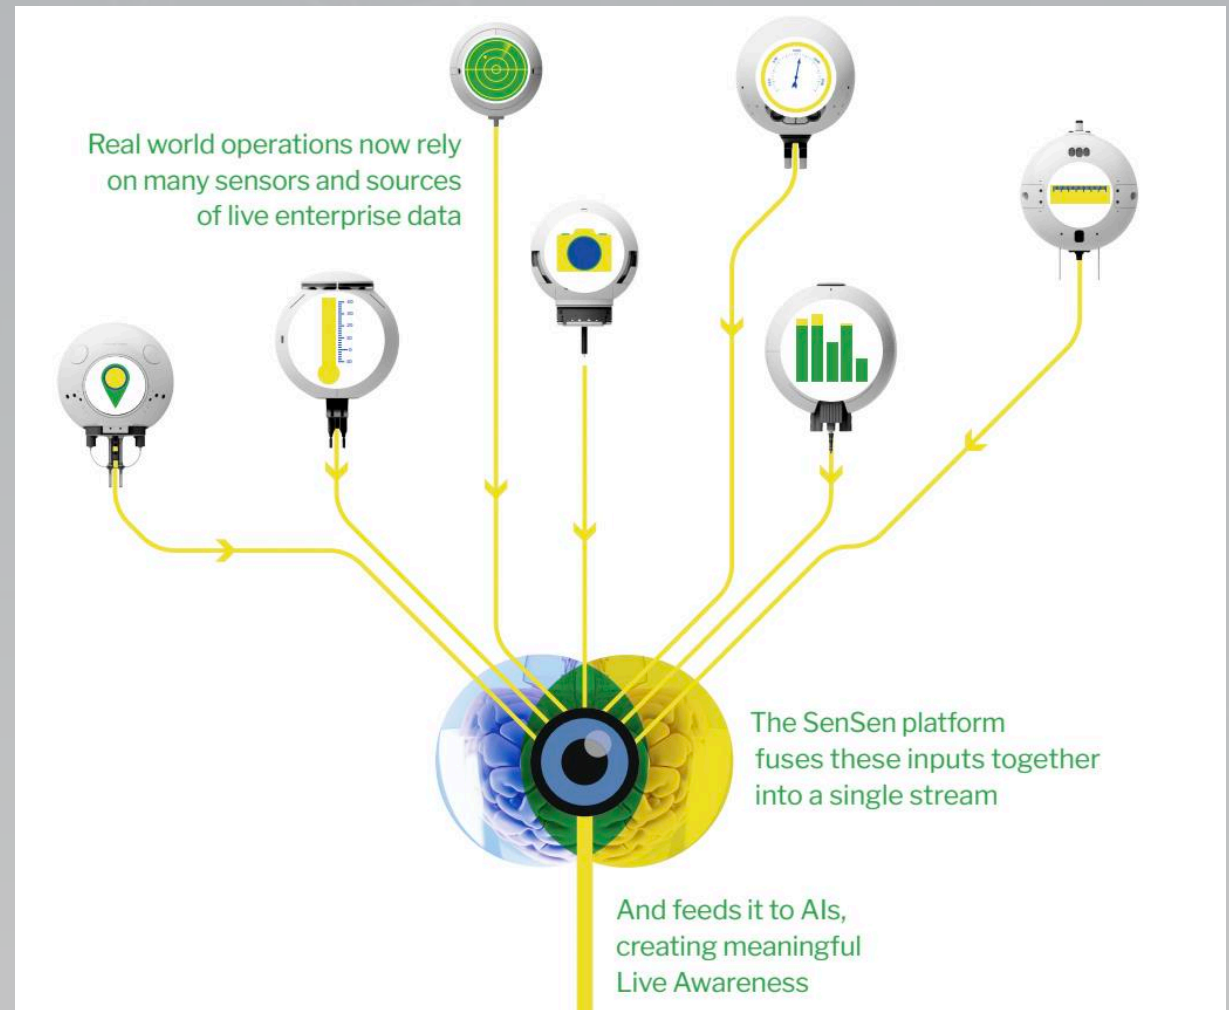 Real world operations now rely
on many sensors and sources
of live enterprise data
The SenSen platform
fuses these inputs together
into a single stream
And feeds it to AIs,
creating meaningful
Live Awareness